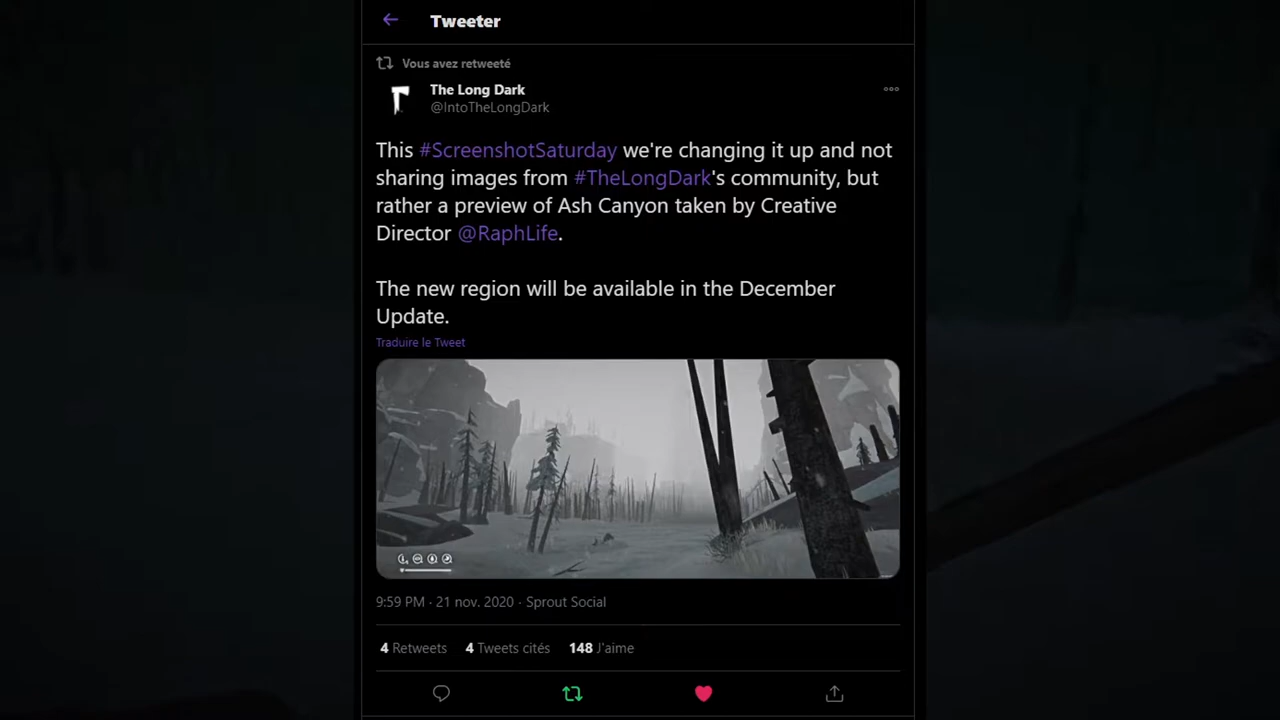 Tweeter
Vous avez retweeté
The Long Dark
@IntoTheLongDark
This #ScreenshotSaturday we're changing it up and not
sharing images from #TheLongDark's community, but
rather a preview of Ash Canyon taken by Creative
Director @RaphLife.
The new region will be available in the December
Update.
Traduire le Tweet
9:59 PM · 21 nov. 2020 · Sprout Social
4 Retweets 4 Tweets cités 148 J'aime